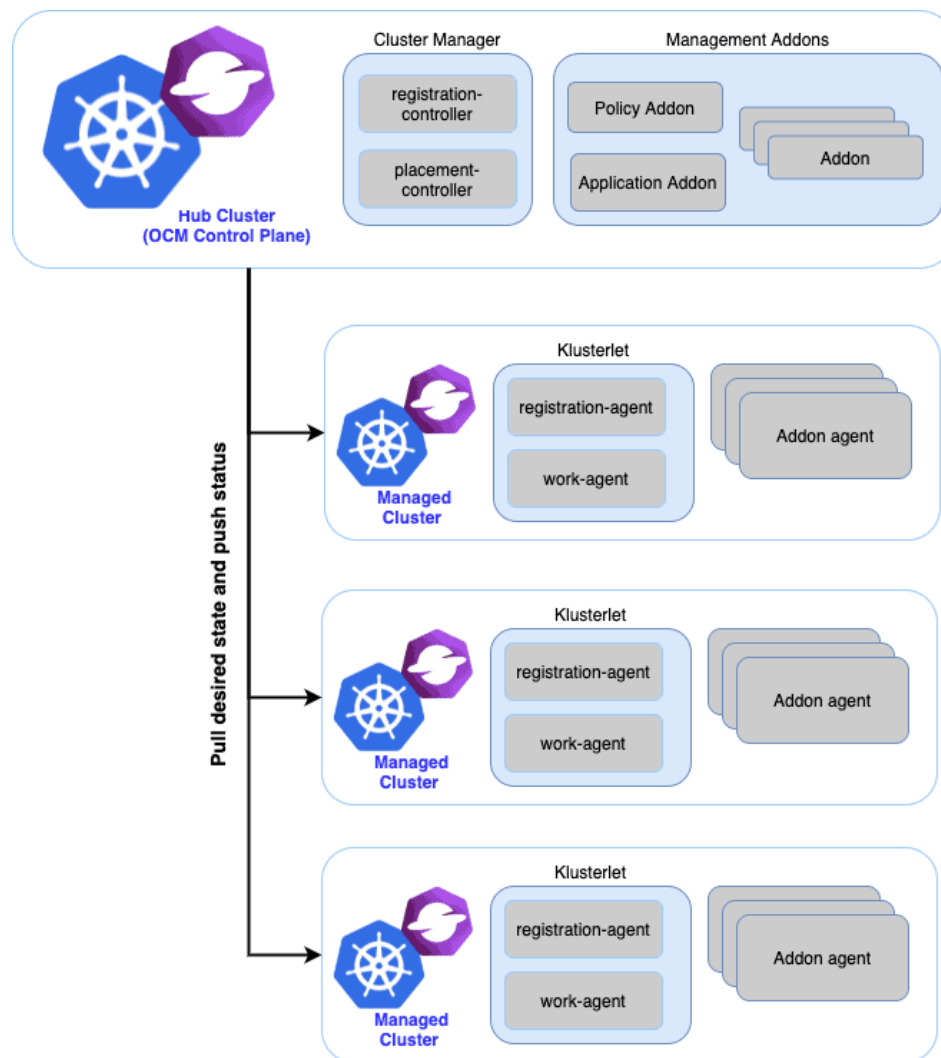 Cluster Manager
Management Addons
registration-
controller
placement-
controller
Policy Addon
Application Addon
Addon
Hub Cluster
(OCM Control Plane)
Pull desired state and push status
Klusterlet
registration-agent
work-agent
Addon agent
Managed
Cluster
Klusterlet
registration-agent
work-agent
Addon agent
Managed
Cluster
Klusterlet
registration-agent
work-agent
Addon agent
Managed
Cluster